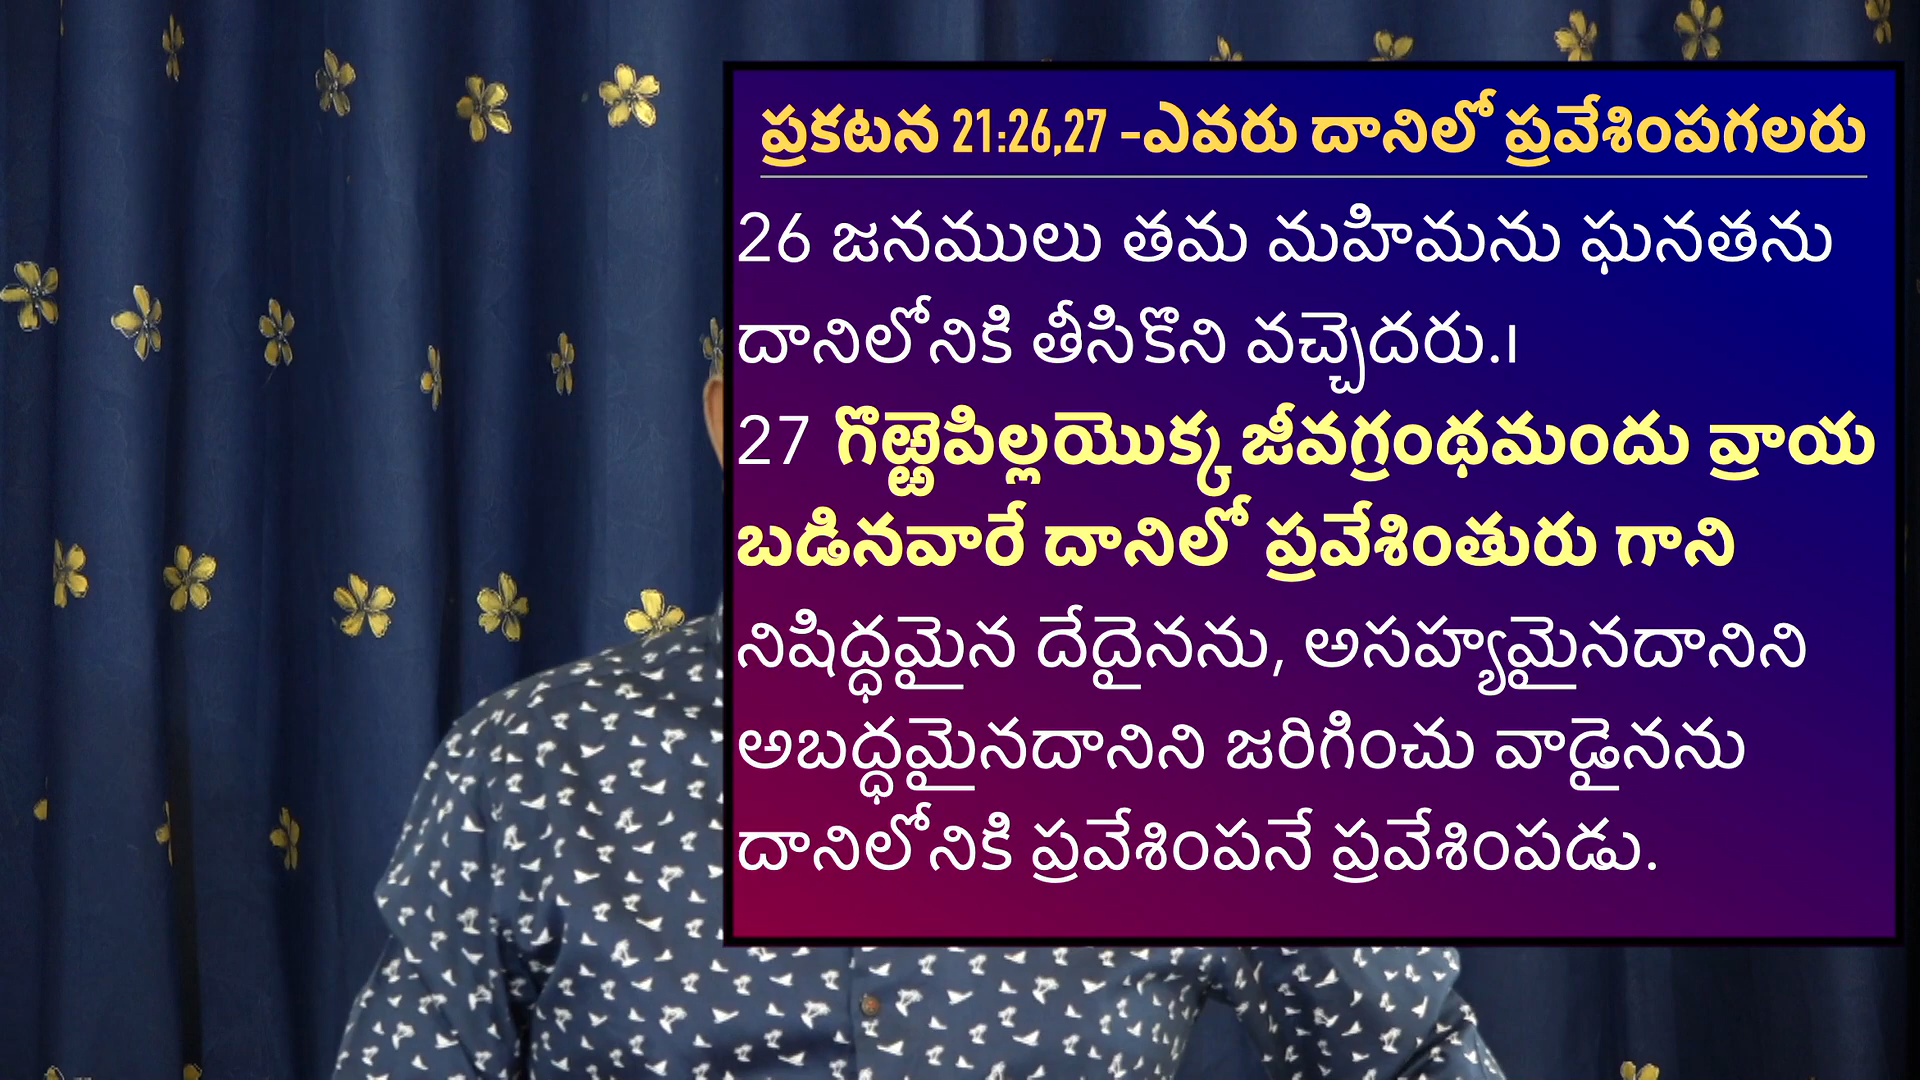 ప్రకటన 21:26,27 -ఎవరు దానిలో ప్రవేశింపగలరు
26 జనములు తమ మహిమను ఘనతను
దానిలోనికి తీసికొని వచ్చెదరు.।
27 గొఱ్ఱెపిల్లయొక్క జీవగ్రంథమందు వ్రాయ
బడినవారే దానిలో ప్రవేశింతురు గాని
నిషిద్ధమైన దేదైనను, అసహ్యమైనదానిని
అబద్ధమైనదానిని జరిగించు వాడైనను
దానిలోనికి ప్రవేశింపనే ప్రవేశింపడు.